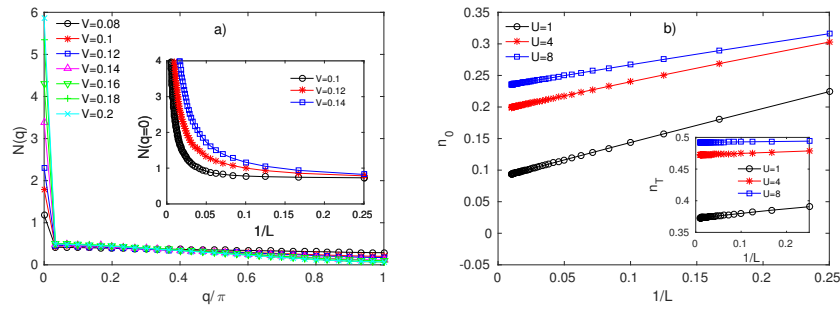 a)
N(q)
6
5
4
3
2
1
0
V=0.08
V=0.1
V=0.12
V=0.14
V=0.16
V=0.18
V=0.2
0 0.2 0.4 0.6 0.8 1
q/π
N(q=0)
4
3
2
1
0
V=0.1
V=0.12
V=0.14
0 0.05 0.1 0.15 0.2 0.25
1/L
b)
n0
0.35
0.3
0.25
0.2
0.15
0.1
0.05
0
-0.05
U=1
U=4
U=8
0 0.05 0.1 0.15 0.2 0.25
1/L
nT
0.5
0.4
0.35
U=1
U=4
U=8
0 0.1 0.2
1/L